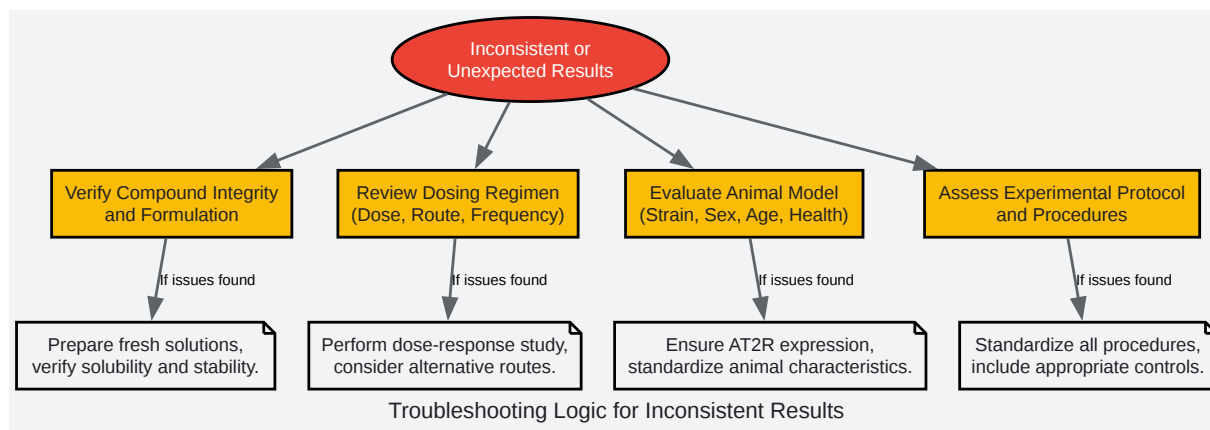 Inconsistent or
Unexpected Results
Verify Compound Integrity
and Formulation
Review Dosing Regimen
(Dose, Route, Frequency)
Evaluate Animal Model
(Strain, Sex, Age, Health)
Assess Experimental Protocol
and Procedures
If issues found
If issues found
If issues found
If issues found
Prepare fresh solutions,
verify solubility and stability.
Perform dose-response study,
consider alternative routes.
Ensure AT2R expression,
standardize animal characteristics.
Standardize all procedures,
include appropriate controls.
Troubleshooting Logic for Inconsistent Results